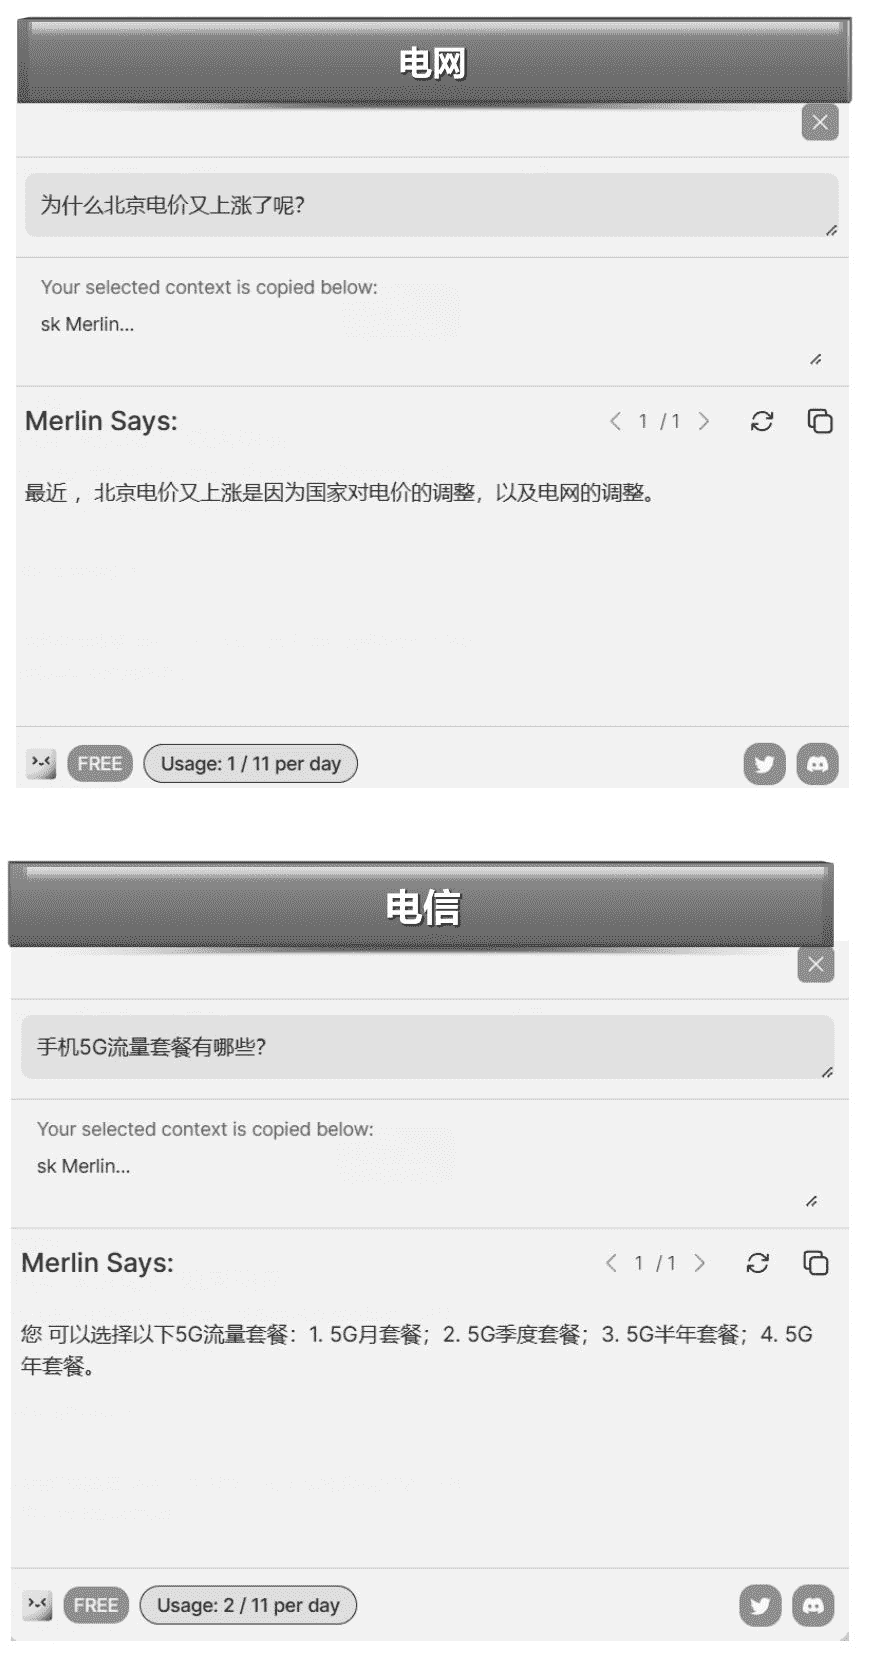 电网
为什么北京电价又上涨了呢?
Your selected context is copied below:
sk Merlin...
Merlin Says:
1 / 1
最近 ，北京电价又上涨是因为国家对电价的调整，以及电网的调整。
FREE
Usage: 1 / 11 per day
电信
手机5G流量套餐有哪些?
Your selected context is copied below:
sk Merlin...
Merlin Says:
1 / 1
您 可以选择以下5G流量套餐：1. 5G月套餐；2. 5G季度套餐；3. 5G半年套餐；4. 5G
年套餐。
FREE
Usage: 2 / 11 per day